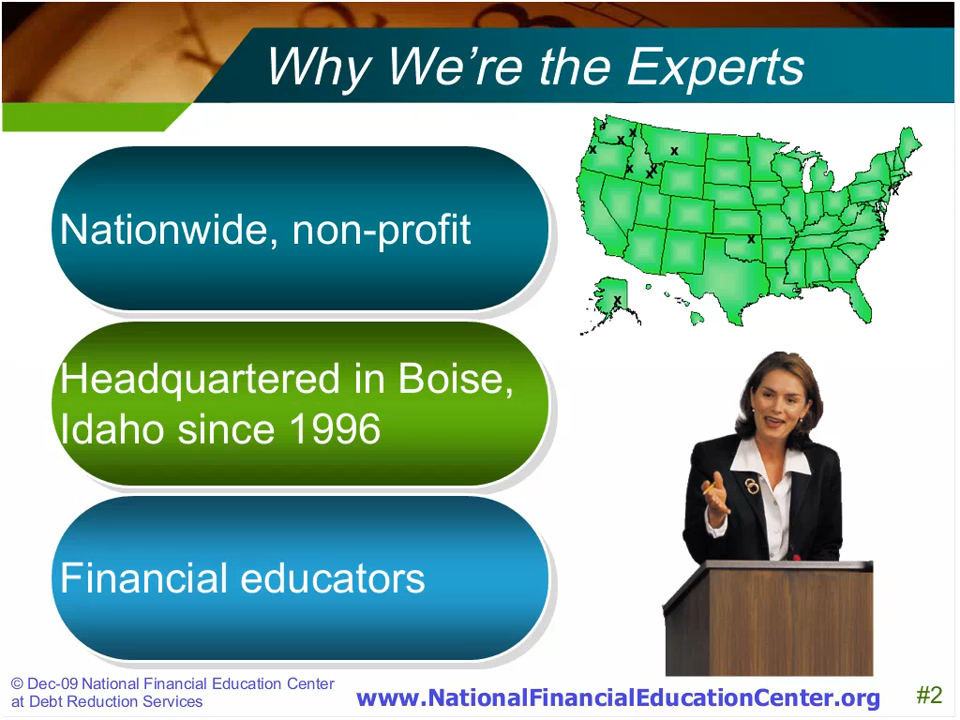 Why We’re the Experts
Nationwide, non-profit
Headquartered in Boise,
Idaho since 1996
Financial educators
x
x
x
x
x
x
x
x
x
x
x
© Dec-09 National Financial Education Center
at Debt Reduction Services
www.NationalFinancialEducationCenter.org
#2